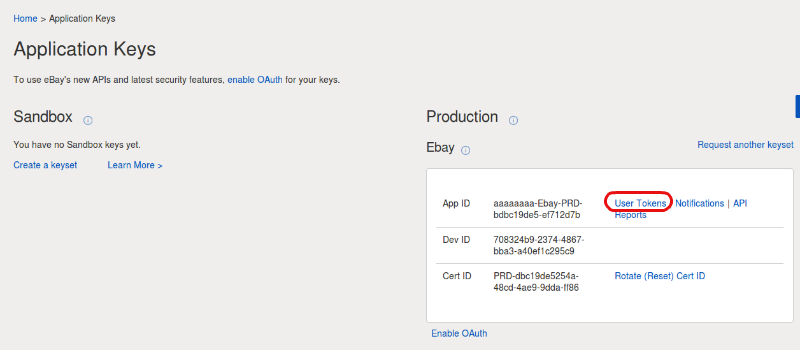 Home > Application Keys
Application Keys
To use eBay's new APIs and latest security features, enable OAuth for your keys.
Sandbox
You have no Sandbox keys yet.
Create a keyset Learn More >
Production
Ebay Request another keyset
App ID aaaaaaaa-Ebay-PRD- User Tokens Notifications | API
bdbc19de5-ef712d7b Reports
Dev ID 708324b9-2374-4867-
bba3-a40ef1c295c9
Cert ID PRD-dbc19de5254a- Rotate (Reset) Cert ID
48cd-4ae9-9dda-ff86
Enable OAuth